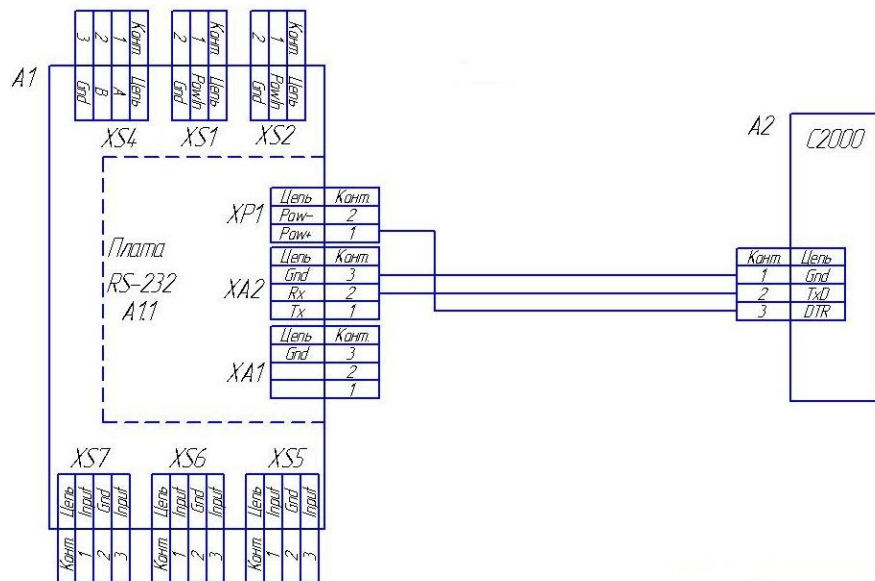 A1
Конт. Цепь
1 A
2 B
3 Gnd
XS4
Конт. Цепь
1 PowIn
2 Gnd
XS1
Конт. Цепь
1 PowIn
2 Gnd
XS2
Плата
RS-232
A1.1
XP1
Цепь Конт.
Pow- 2
Pow+ 1
XA2
Цепь Конт.
Gnd 3
Rx 2
Tx 1
XA1
Цепь Конт.
Gnd 3
2
1
A2
C2000
Конт. Цепь
1 Gnd
2 TxD
3 DTR
XS7
Конт. Цепь
1 Input
2 Gnd
3 Input
XS6
Конт. Цепь
1 Input
2 Gnd
3 Input
XS5
Конт. Цепь
1 Input
2 Gnd
3 Input